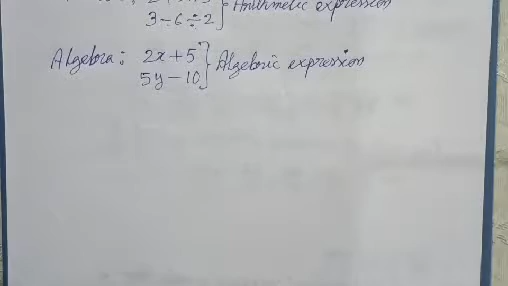 Arithmetic expression
3-6÷2
Algebra: 2x+5 Algebric expression
5y-10